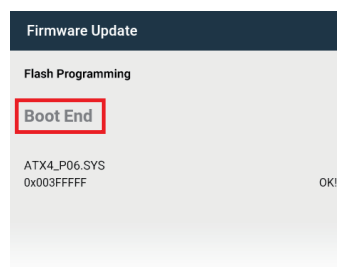 Firmware Update
Flash Programming
Boot End
ATX4_P06.SYS
0x003FFFFF OK!